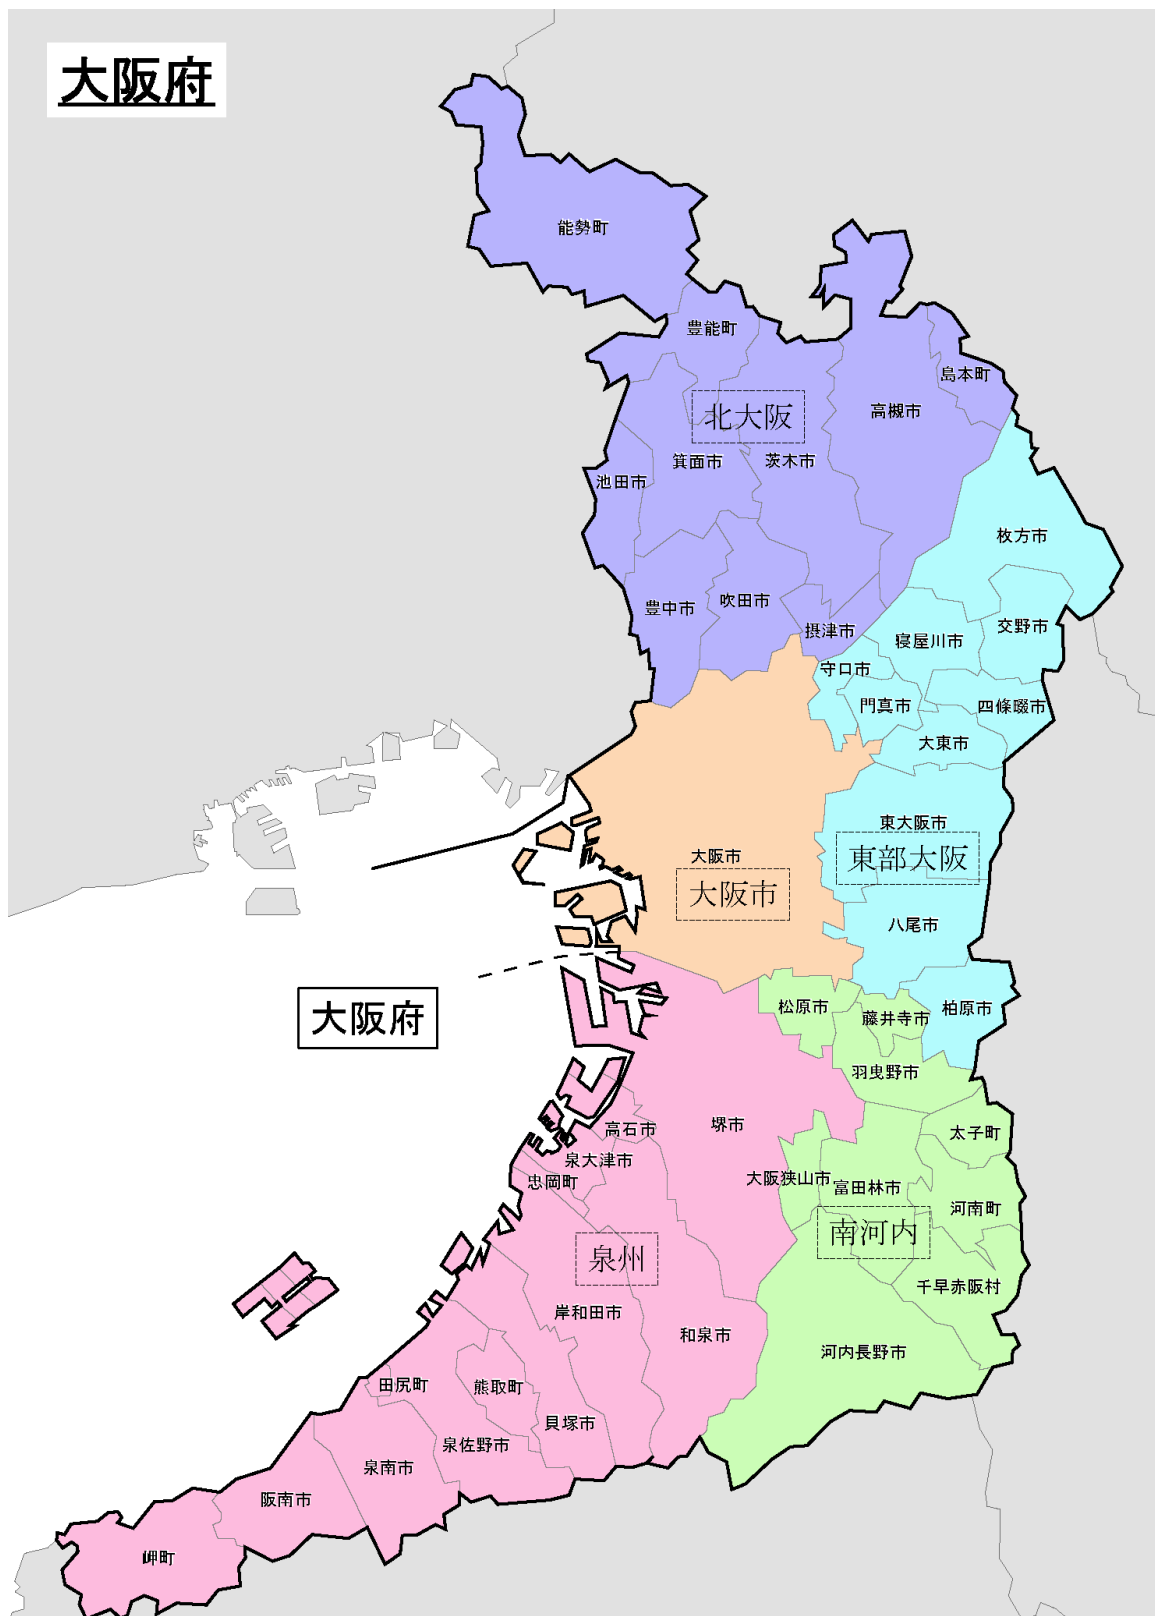 大阪府
能勢町
豊能町
島本町
北大阪
高槻市
箕面市
茨木市
池田市
枚方市
豊中市
吹田市
摂津市
交野市
寝屋川市
守口市
門真市
四條畷市
大東市
東大阪市
東部大阪
大阪市
大阪市
八尾市
大阪府
松原市
藤井寺市
柏原市
羽曳野市
堺市
高石市
太子町
泉大津市
忠岡町
大阪狭山市
富田林市
河南町
南河内
泉州
千早赤阪村
岸和田市
和泉市
河内長野市
田尻町
熊取町
貝塚市
泉佐野市
泉南市
阪南市
岬町